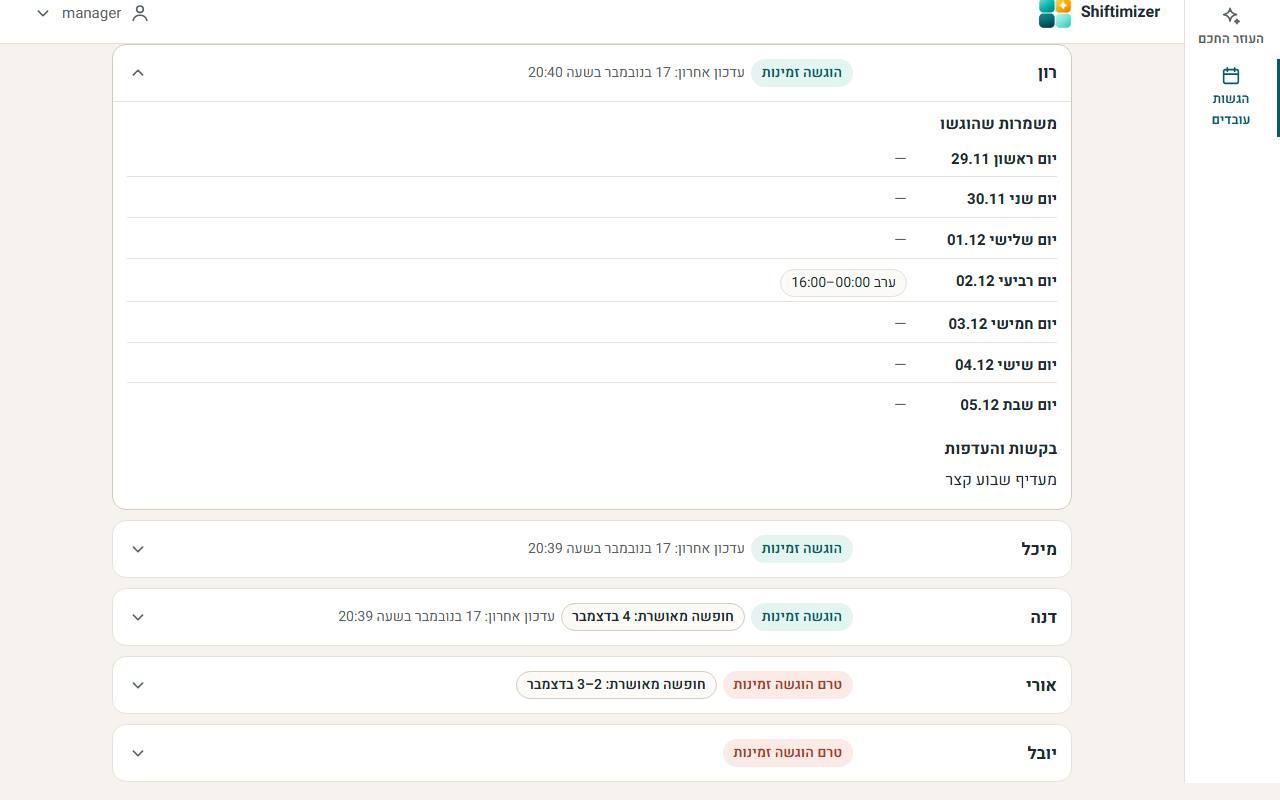 Shiftimizer
manager
העוזר החכם
הגשות
עובדים
רון הוגשה זמינות עדכון אחרון: 17 בנובמבר בשעה 20:40
משמרות שהוגשו
יום ראשון 29.11 —
יום שני 30.11 —
יום שלישי 01.12 —
יום רביעי 02.12 ערב 16:00–00:00
יום חמישי 03.12 —
יום שישי 04.12 —
יום שבת 05.12 —
בקשות והעדפות
מעדיף שבוע קצר
מיכל הוגשה זמינות עדכון אחרון: 17 בנובמבר בשעה 20:39
דנה הוגשה זמינות חופשה מאושרת: 4 בדצמבר עדכון אחרון: 17 בנובמבר בשעה 20:39
אורי טרם הוגשה זמינות חופשה מאושרת: 2–3 בדצמבר
יובל טרם הוגשה זמינות